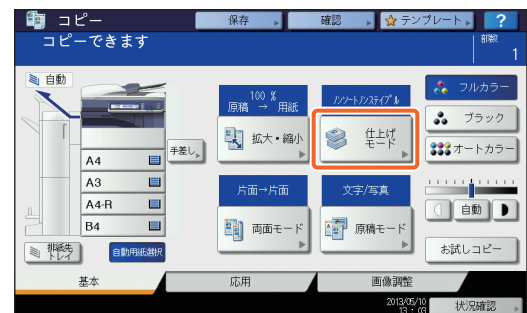 コピー
保存
確認
テンプレート
?
コピーできます
部数
1
自動
100 %
原稿 → 用紙
ノンソート/ノンステイプル
フルカラー
拡大・縮小
仕上げ
モード
ブラック
手差し
オートカラー
A4
A3
片面→片面
文字/写真
A4-R
両面モード
原稿モード
自動
B4
排紙先
トレイ
自動用紙選択
お試しコピー
基本
応用
画像調整
2013/05/10
13 : 03
状況確認